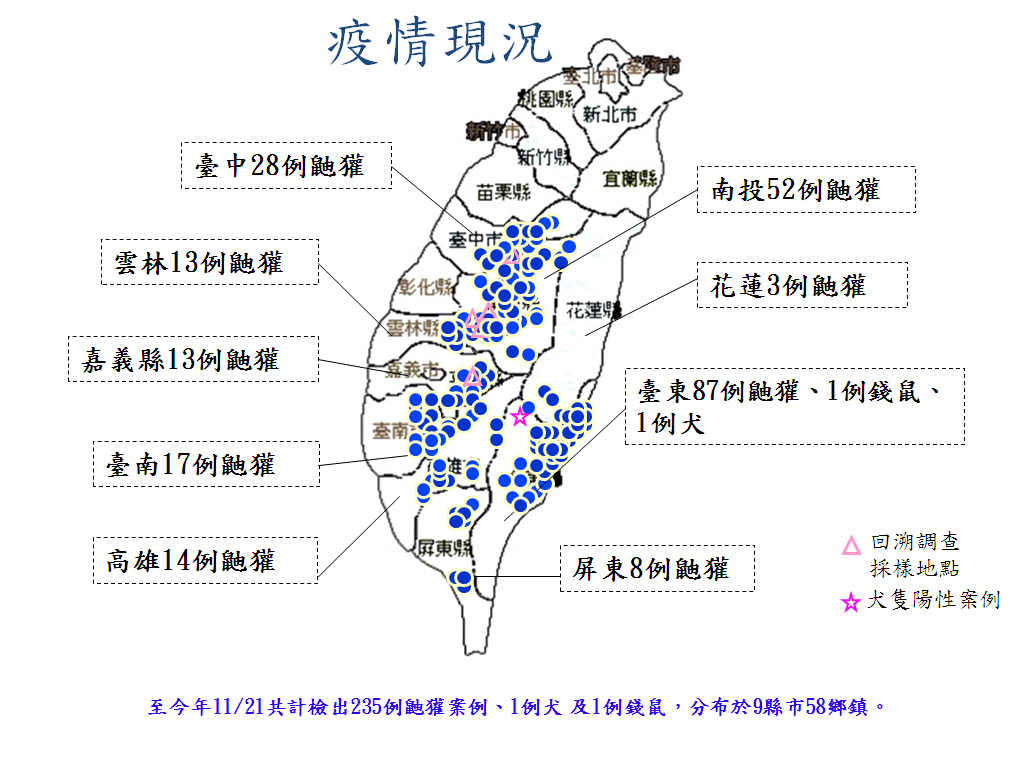 疫情現況
臺北市
基隆市
桃園縣
新北市
新竹市
新竹縣
宜蘭縣
苗栗縣
臺中28例鼬獾
南投52例鼬獾
臺中市
雲林13例鼬獾
花蓮3例鼬獾
彰化縣
花蓮縣
雲林縣
嘉義縣13例鼬獾
嘉義市
臺東87例鼬獾、1例錢鼠、
1例犬
臺南
臺南17例鼬獾
雄
高雄14例鼬獾
屏東縣
屏東8例鼬獾
回溯調查
採樣地點
犬隻陽性案例
至今年11/21共計檢出235例鼬獾案例、1例犬 及1例錢鼠，分布於9縣市58鄉鎮。